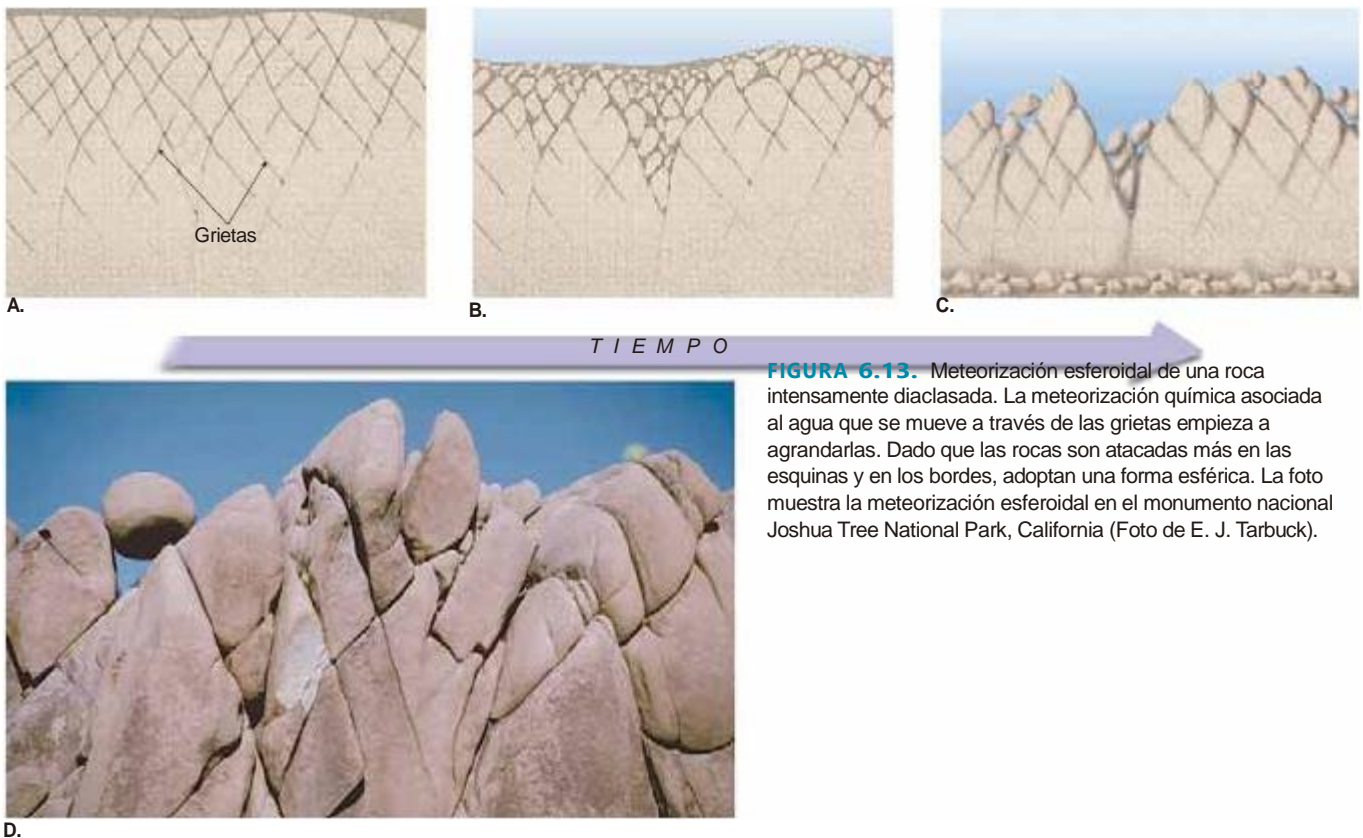 Grietas
A.
B.
C.
T I E M P O
FIGURA 6.13. Meteorización esferoidal de una roca
intensamente diaclasada. La meteorización química asociada
al agua que se mueve a través de las grietas empieza a
agrandarlas. Dado que las rocas son atacadas más en las
esquinas y en los bordes, adoptan una forma esférica. La foto
muestra la meteorización esferoidal en el monumento nacional
Joshua Tree National Park, California (Foto de E. J. Tarbuck).
D.